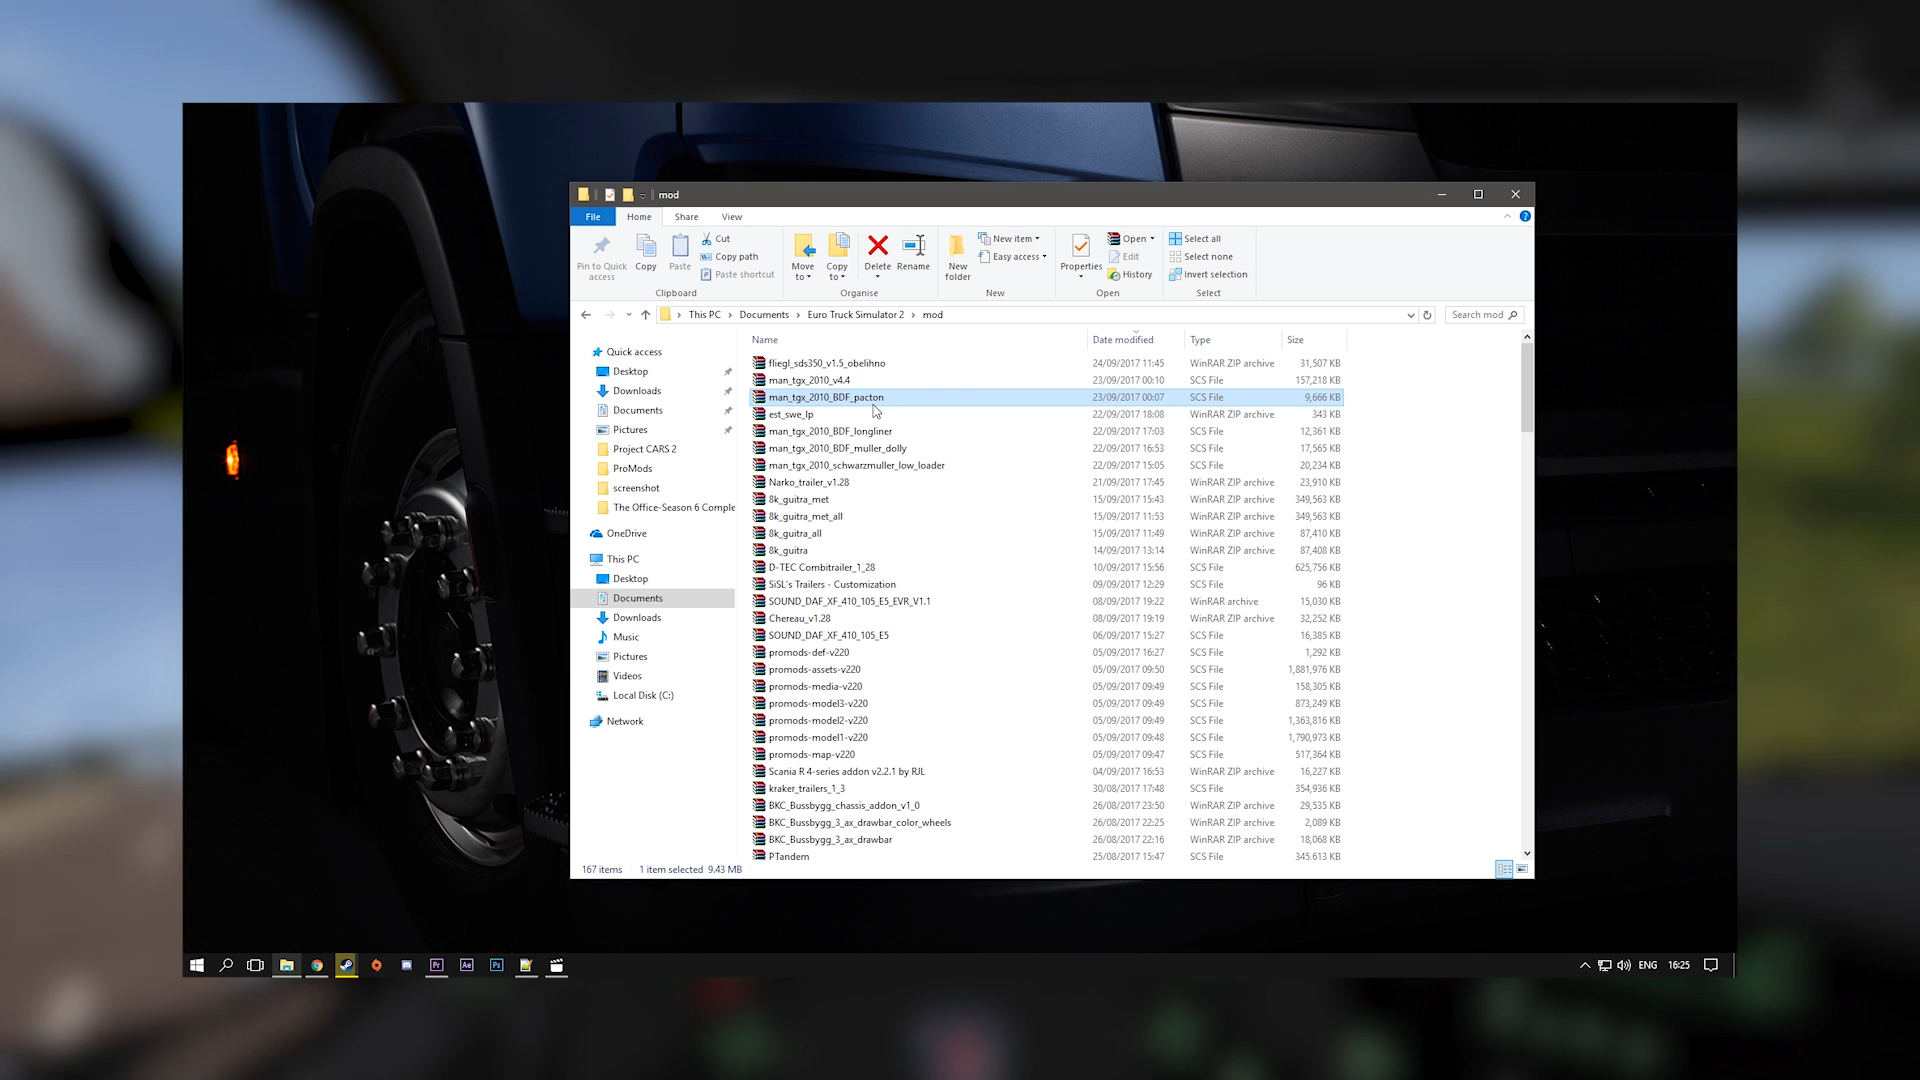 mod
File Home Share View
Pin to Quick access
Copy
Paste
Cut
Copy path
Paste shortcut
Clipboard
Move to
Copy to
Delete
Rename
Organise
New folder
New item
Easy access
New
Properties
Open
Edit
History
Open
Select all
Select none
Invert selection
Select
This PC › Documents › Euro Truck Simulator 2 › mod
Search mod
Quick access
Desktop
Downloads
Documents
Pictures
Project CARS 2
ProMods
screenshot
The Office-Season 6 Comple
OneDrive
This PC
Desktop
Documents
Downloads
Music
Pictures
Videos
Local Disk (C:)
Network
Name Date modified Type Size
fliegl_sds350_v1.5_obelihno 24/09/2017 11:45 WinRAR ZIP archive 31,507 KB
man_tgx_2010_v4.4 23/09/2017 00:10 SCS File 157,218 KB
man_tgx_2010_BDF_pacton 23/09/2017 00:07 SCS File 9,666 KB
est_swe_lp 22/09/2017 18:08 WinRAR ZIP archive 343 KB
man_tgx_2010_BDF_longliner 22/09/2017 17:03 SCS File 12,361 KB
man_tgx_2010_BDF_muller_dolly 22/09/2017 16:53 SCS File 17,565 KB
man_tgx_2010_schwarzmuller_low_loader 22/09/2017 15:05 SCS File 20,234 KB
Narko_trailer_v1.28 21/09/2017 17:45 WinRAR ZIP archive 23,910 KB
8k_guitra_met 15/09/2017 15:43 WinRAR ZIP archive 349,563 KB
8k_guitra_met_all 15/09/2017 11:53 WinRAR ZIP archive 349,563 KB
8k_guitra_all 15/09/2017 11:49 WinRAR ZIP archive 87,410 KB
8k_guitra 14/09/2017 13:14 WinRAR ZIP archive 87,408 KB
D-TEC Combitrailer_1_28 10/09/2017 15:56 SCS File 625,756 KB
SiSL's Trailers - Customization 09/09/2017 12:29 SCS File 96 KB
SOUND_DAF_XF_410_105_E5_EVR_V1.1 08/09/2017 19:22 WinRAR archive 15,030 KB
Chereau_v1.28 08/09/2017 19:19 WinRAR ZIP archive 32,252 KB
SOUND_DAF_XF_410_105_E5 06/09/2017 15:27 SCS File 16,385 KB
promods-def-v220 05/09/2017 16:27 SCS File 1,292 KB
promods-assets-v220 05/09/2017 09:50 SCS File 1,881,976 KB
promods-media-v220 05/09/2017 09:49 SCS File 158,305 KB
promods-model3-v220 05/09/2017 09:49 SCS File 873,249 KB
promods-model2-v220 05/09/2017 09:49 SCS File 1,363,816 KB
promods-model1-v220 05/09/2017 09:48 SCS File 1,790,973 KB
promods-map-v220 05/09/2017 09:47 SCS File 517,364 KB
Scania R 4-series addon v2.2.1 by RJL 04/09/2017 16:53 WinRAR ZIP archive 16,227 KB
kraker_trailers_1_3 30/08/2017 17:48 SCS File 354,936 KB
BKC_Bussbygg_chassis_addon_v1_0 26/08/2017 23:50 WinRAR ZIP archive 29,535 KB
BKC_Bussbygg_3_ax_drawbar_color_wheels 26/08/2017 22:25 WinRAR ZIP archive 2,089 KB
BKC_Bussbygg_3_ax_drawbar 26/08/2017 22:16 WinRAR ZIP archive 18,068 KB
PTandem 25/08/2017 15:47 SCS File 345,613 KB
167 items 1 item selected 9.43 MB
Pr Ae Ps ENG 16:25